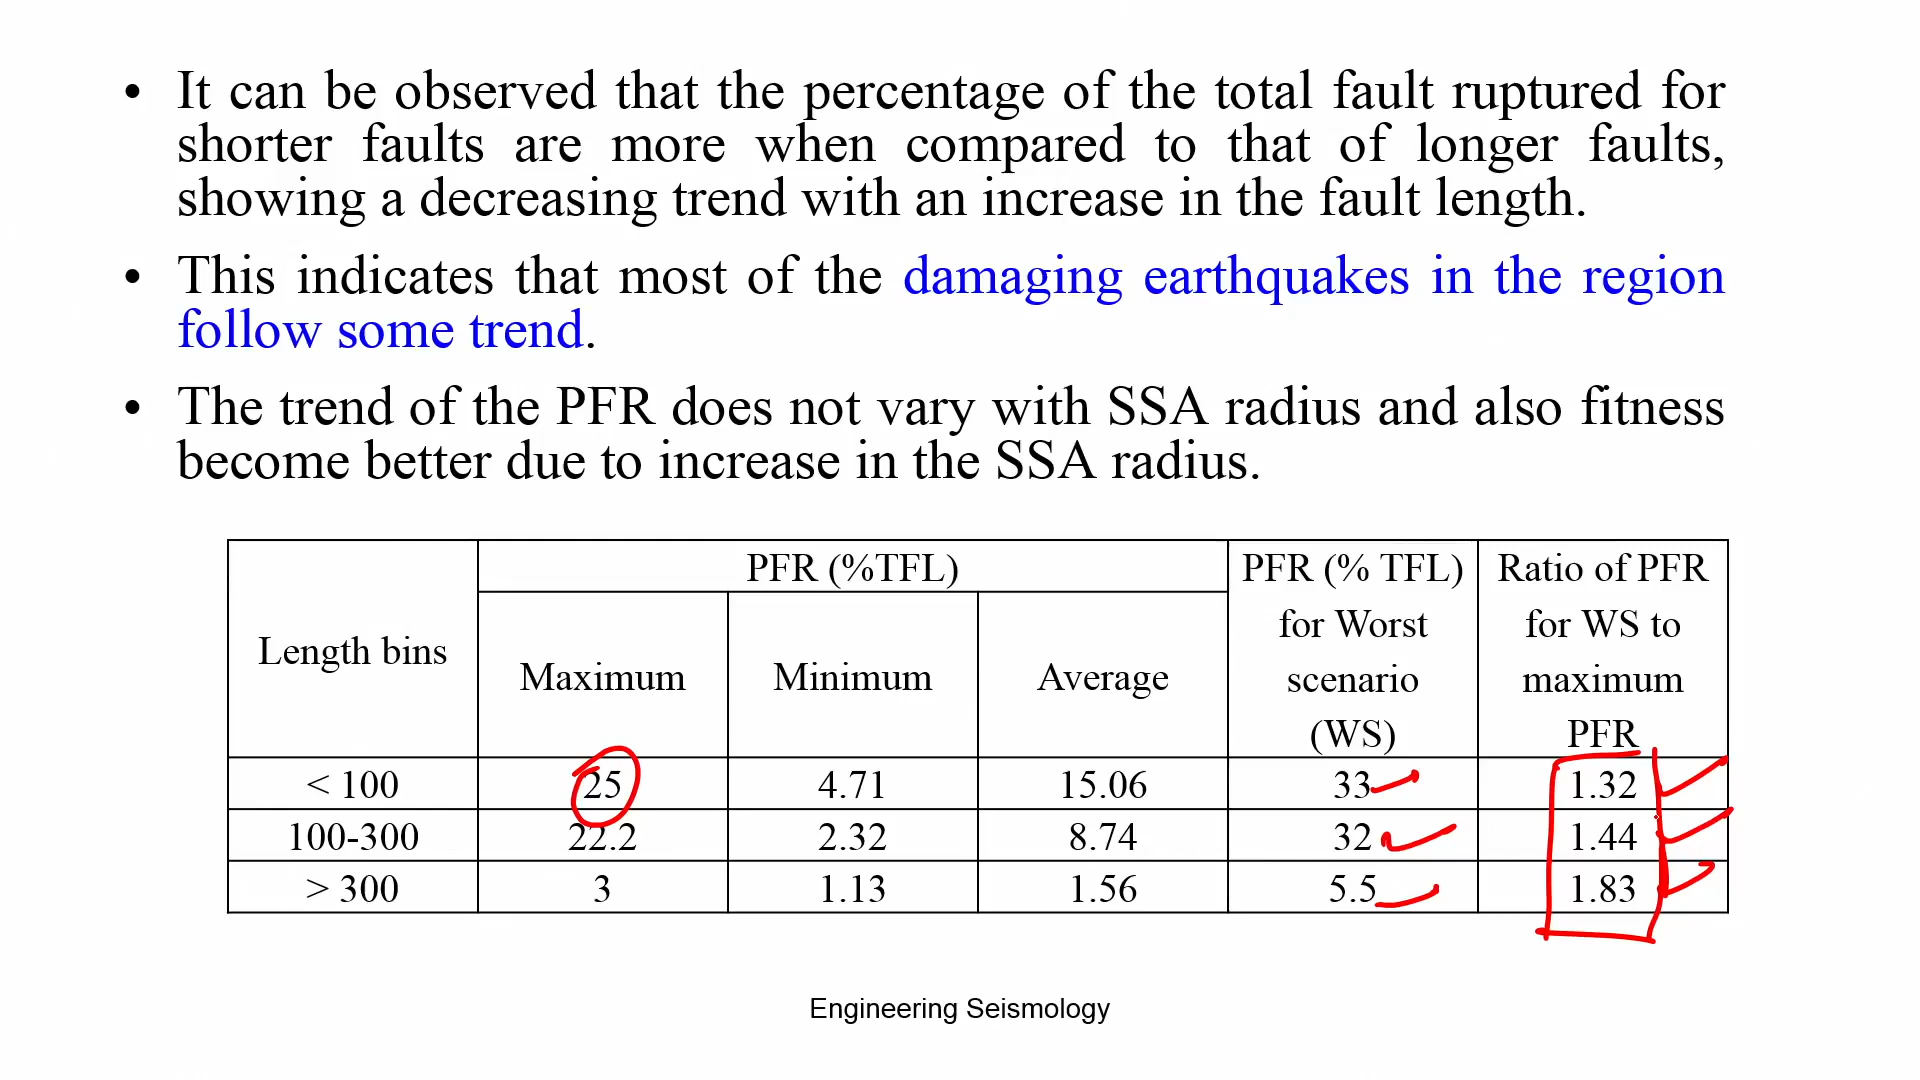 • It can be observed that the percentage of the total fault ruptured for
shorter faults are more when compared to that of longer faults,
showing a decreasing trend with an increase in the fault length.
• This indicates that most of the damaging earthquakes in the region
follow some trend.
• The trend of the PFR does not vary with SSA radius and also fitness
become better due to increase in the SSA radius.
Length bins
PFR (%TFL)
Maximum
Minimum
Average
PFR (% TFL)
for Worst
scenario
(WS)
Ratio of PFR
for WS to
maximum
PFR
< 100 25 4.71 15.06 33 1.32
100-300 22.2 2.32 8.74 32 1.44
> 300 3 1.13 1.56 5.5 1.83
Engineering Seismology